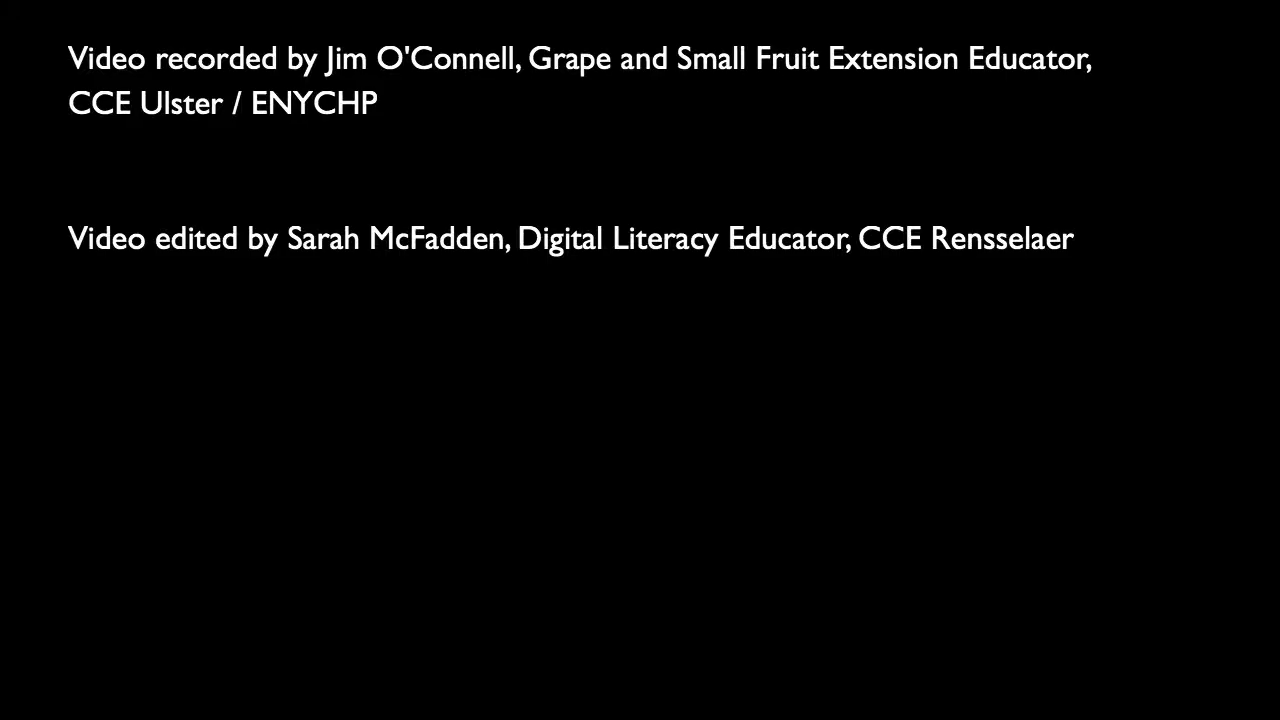 Video recorded by Jim O'Connell, Grape and Small Fruit Extension Educator,
CCE Ulster / ENYCHP
Video edited by Sarah McFadden, Digital Literacy Educator, CCE Rensselaer